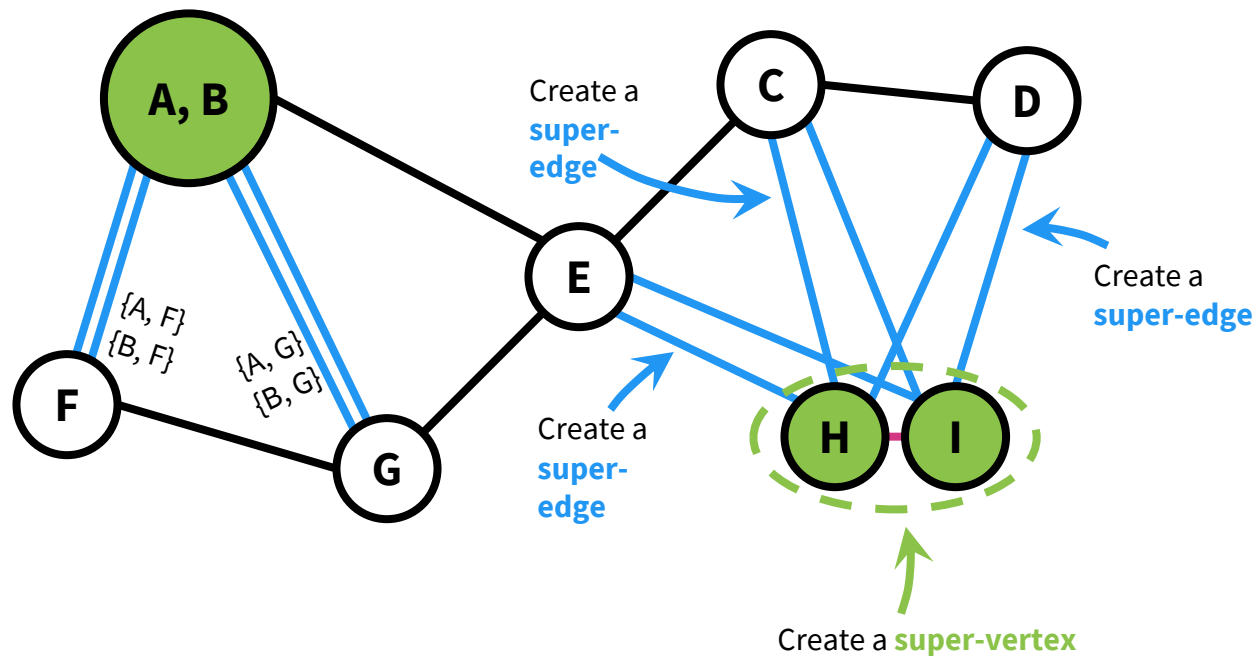 A, B
C
D
Create a
super-
edge
E
Create a
super-edge
{A, F}
{B, F}
{A, G}
{B, G}
F
G
Create a
super-
edge
H
I
Create a super-vertex